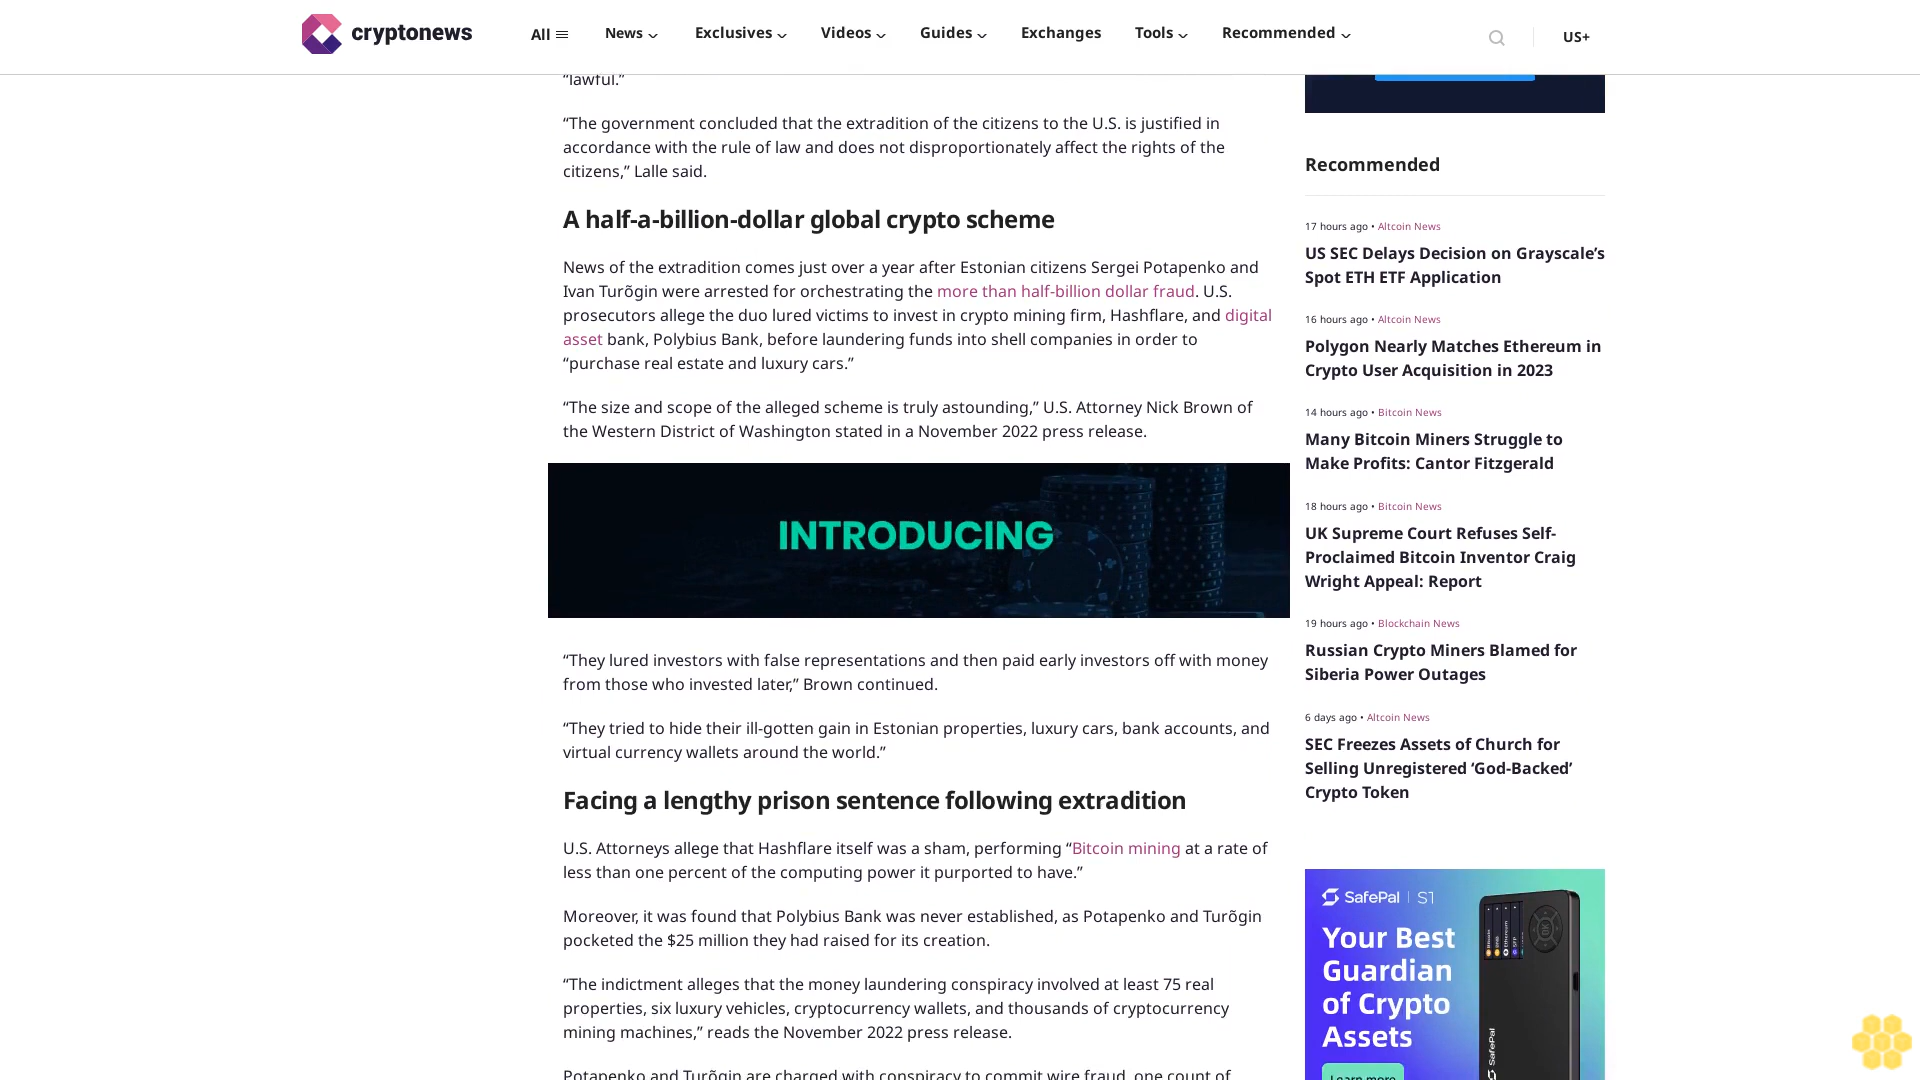 cryptonews
All
News
Exclusives
Videos
Guides
Exchanges
Tools
Recommended
US+
“lawful.”
“The government concluded that the extradition of the citizens to the U.S. is justified in
accordance with the rule of law and does not disproportionately affect the rights of the
citizens,” Lalle said.
A half-a-billion-dollar global crypto scheme
News of the extradition comes just over a year after Estonian citizens Sergei Potapenko and
Ivan Turõgin were arrested for orchestrating the more than half-billion dollar fraud. U.S.
prosecutors allege the duo lured victims to invest in crypto mining firm, Hashflare, and digital
asset bank, Polybius Bank, before laundering funds into shell companies in order to
“purchase real estate and luxury cars.”
“The size and scope of the alleged scheme is truly astounding,” U.S. Attorney Nick Brown of
the Western District of Washington stated in a November 2022 press release.
INTRODUCING
“They lured investors with false representations and then paid early investors off with money
from those who invested later,” Brown continued.
“They tried to hide their ill-gotten gain in Estonian properties, luxury cars, bank accounts, and
virtual currency wallets around the world.”
Facing a lengthy prison sentence following extradition
U.S. Attorneys allege that Hashflare itself was a sham, performing “Bitcoin mining at a rate of
less than one percent of the computing power it purported to have.”
Moreover, it was found that Polybius Bank was never established, as Potapenko and Turõgin
pocketed the $25 million they had raised for its creation.
“The indictment alleges that the money laundering conspiracy involved at least 75 real
properties, six luxury vehicles, cryptocurrency wallets, and thousands of cryptocurrency
mining machines,” reads the November 2022 press release.
Potapenko and Turõgin are charged with conspiracy to commit wire fraud, one count of
Recommended
17 hours ago • Altcoin News
US SEC Delays Decision on Grayscale’s
Spot ETH ETF Application
16 hours ago • Altcoin News
Polygon Nearly Matches Ethereum in
Crypto User Acquisition in 2023
14 hours ago • Bitcoin News
Many Bitcoin Miners Struggle to
Make Profits: Cantor Fitzgerald
18 hours ago • Bitcoin News
UK Supreme Court Refuses Self-
Proclaimed Bitcoin Inventor Craig
Wright Appeal: Report
19 hours ago • Blockchain News
Russian Crypto Miners Blamed for
Siberia Power Outages
6 days ago • Altcoin News
SEC Freezes Assets of Church for
Selling Unregistered ‘God-Backed’
Crypto Token
SafePal | S1
Your Best
Guardian
of Crypto
Assets
Learn more
SafePal